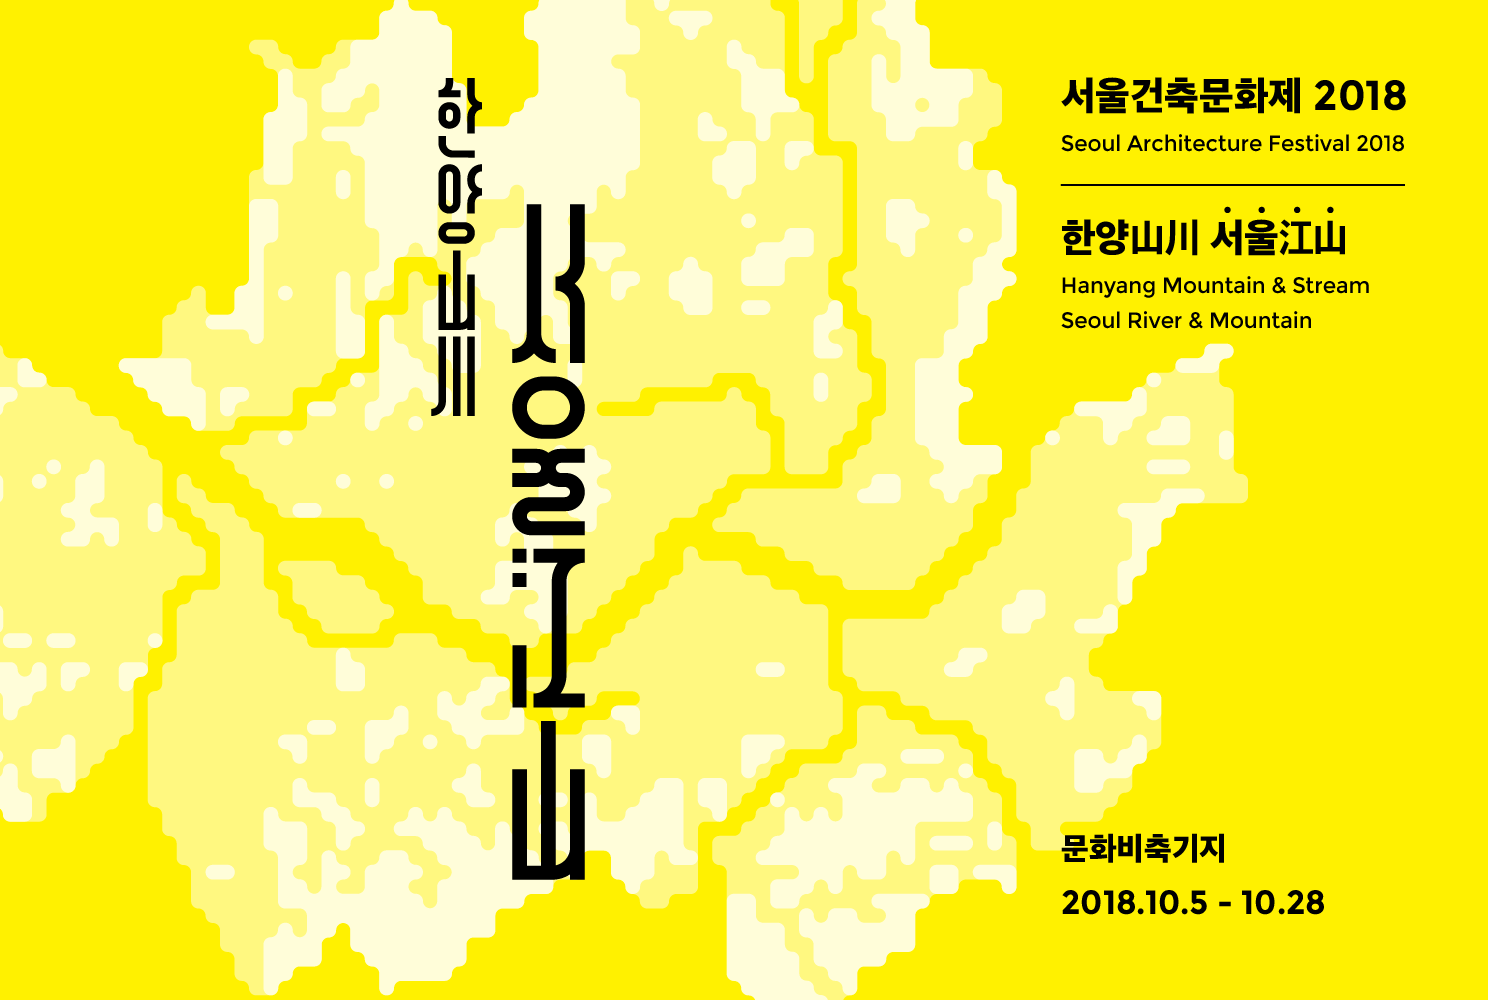 한양山川
서울江山
서울건축문화제 2018
Seoul Architecture Festival 2018
한양山川 서울江山
Hanyang Mountain & Stream
Seoul River & Mountain
문화비축기지
2018.10.5 - 10.28